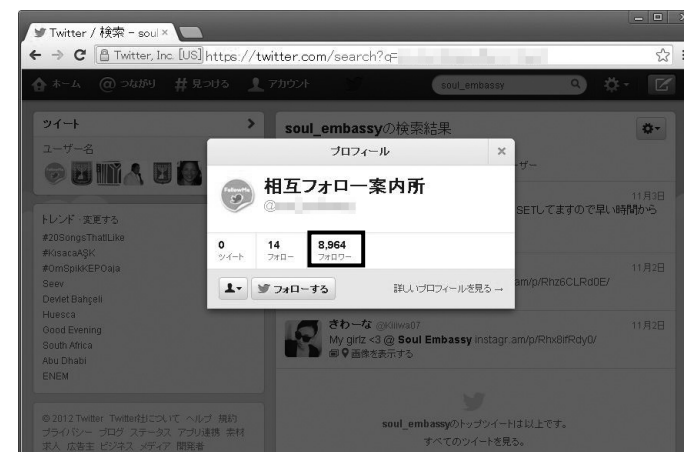 Twitter / 検索 - soul
Twitter, Inc. [US] https://twitter.com/search?q=
ホーム @つながり #見つける アカウント
soul_embassy
ツイート
ユーザー名
トレンド・変更する
#20SongsThatILike
#KısacaAŞK
#OmSpikKEPOaja
Seev
Devlet Bahçeli
Huesca
Good Evening
South Africa
Abu Dhabi
ENEM
© 2012 Twitter Twitter社について ヘルプ 規約
プライバシー ブログ ステータス アプリ連携 素材
求人 広告主 ビジネス メディア 開発者
soul_embassyの検索結果
プロフィール
FollowMe
相互フォロー案内所
@
0
ツイート
14
フォロー
8,964
フォロワー
フォローする
詳しいプロフィールを見る →
ーザー
11月3日
SETしてますので早い時間から
11月2日
am/p/Rhz6CLRd0E/
きわーな @Kiiwa07
11月2日
My girlz <3 @ Soul Embassy instagr.am/p/Rhx8ifRdy0/
画像を表示する
soul_embassyのトップツイートは以上です。
すべてのツイートを見る。